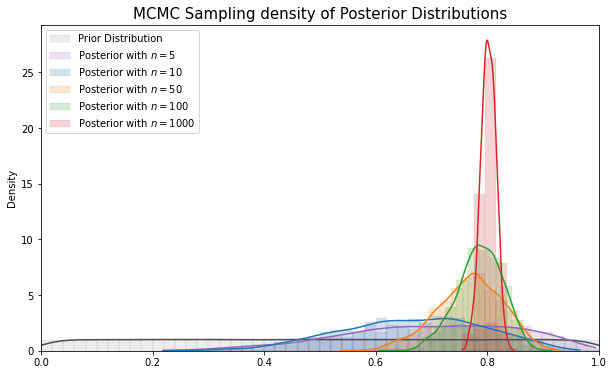 MCMC Sampling density of Posterior Distributions
Prior Distribution
Posterior with n = 5
Posterior with n = 10
Posterior with n = 50
Posterior with n = 100
Posterior with n = 1000
Density
25
20
15
10
5
0
0.0 0.2 0.4 0.6 0.8 1.0